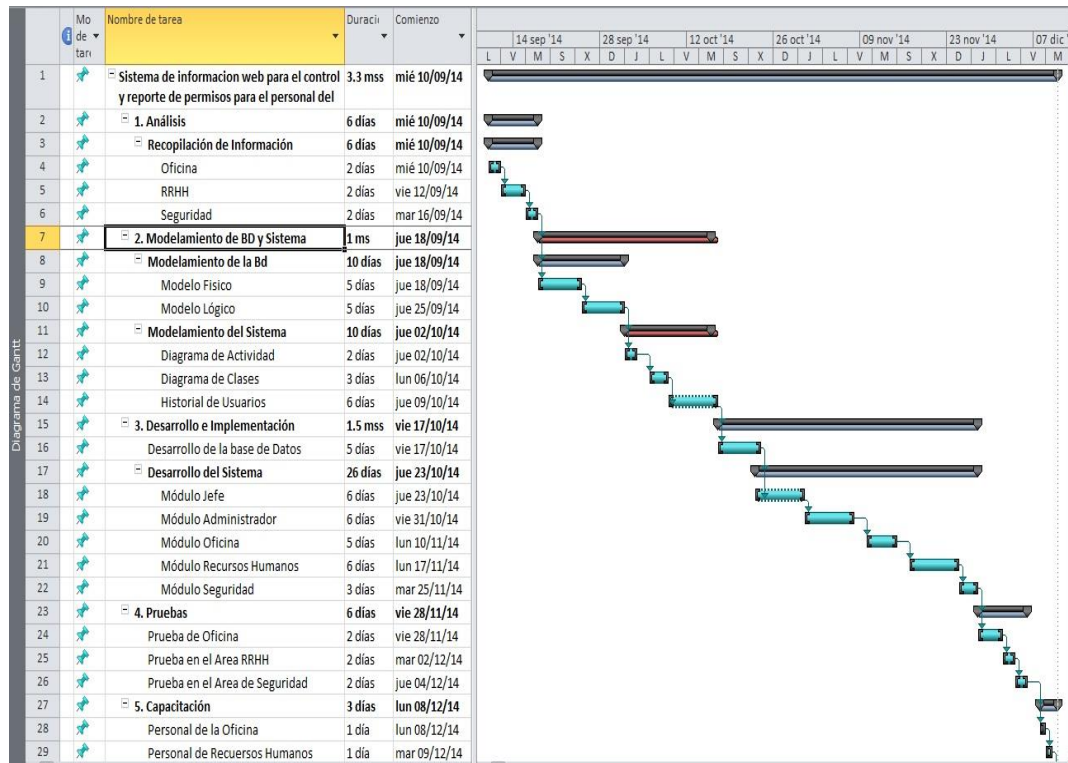 Diagrama de Gantt
Mo de tare Nombre de tarea Duració Comienzo
14 sep '14 28 sep '14 12 oct '14 26 oct '14 09 nov '14 23 nov '14 07 dic '
L V M S X D J L V M S X D J L V M S X D J L V M
1 Sistema de informacion web para el control 3.3 mss mié 10/09/14
y reporte de permisos para el personal del
2 1. Análisis 6 días mié 10/09/14
3 Recopilación de Información 6 días mié 10/09/14
4 Oficina 2 días mié 10/09/14
5 RRHH 2 días vie 12/09/14
6 Seguridad 2 días mar 16/09/14
7 2. Modelamiento de BD y Sistema 1 ms jue 18/09/14
8 Modelamiento de la Bd 10 días jue 18/09/14
9 Modelo Fisico 5 días jue 18/09/14
10 Modelo Lógico 5 días jue 25/09/14
11 Modelamiento del Sistema 10 días jue 02/10/14
12 Diagrama de Actividad 2 días jue 02/10/14
13 Diagrama de Clases 3 días lun 06/10/14
14 Historial de Usuarios 6 días jue 09/10/14
15 3. Desarrollo e Implementación 1.5 mss vie 17/10/14
16 Desarrollo de la base de Datos 5 días vie 17/10/14
17 Desarrollo del Sistema 26 días jue 23/10/14
18 Módulo Jefe 6 días jue 23/10/14
19 Módulo Administrador 6 días vie 31/10/14
20 Módulo Oficina 5 días lun 10/11/14
21 Módulo Recursos Humanos 6 días lun 17/11/14
22 Módulo Seguridad 3 días mar 25/11/14
23 4. Pruebas 6 días vie 28/11/14
24 Prueba de Oficina 2 días vie 28/11/14
25 Prueba en el Area RRHH 2 días mar 02/12/14
26 Prueba en el Area de Seguridad 2 días jue 04/12/14
27 5. Capacitación 3 días lun 08/12/14
28 Personal de la Oficina 1 día lun 08/12/14
29 Personal de Recuersos Humanos 1 día mar 09/12/14